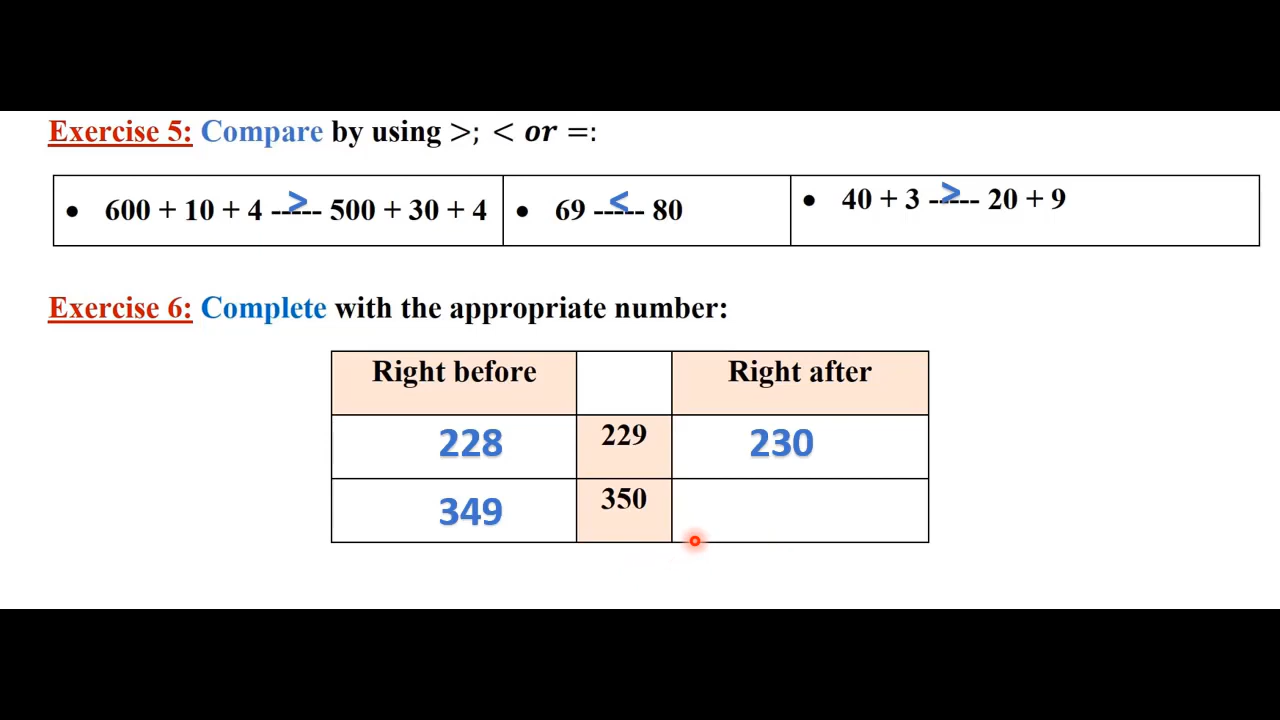 Exercise 5: Compare by using >; < or =:
• 600 + 10 + 4 --->-- 500 + 30 + 4 • 69 --<--- 80 • 40 + 3 -->--- 20 + 9
Exercise 6: Complete with the appropriate number:
Right before Right after
228 229 230
349 350